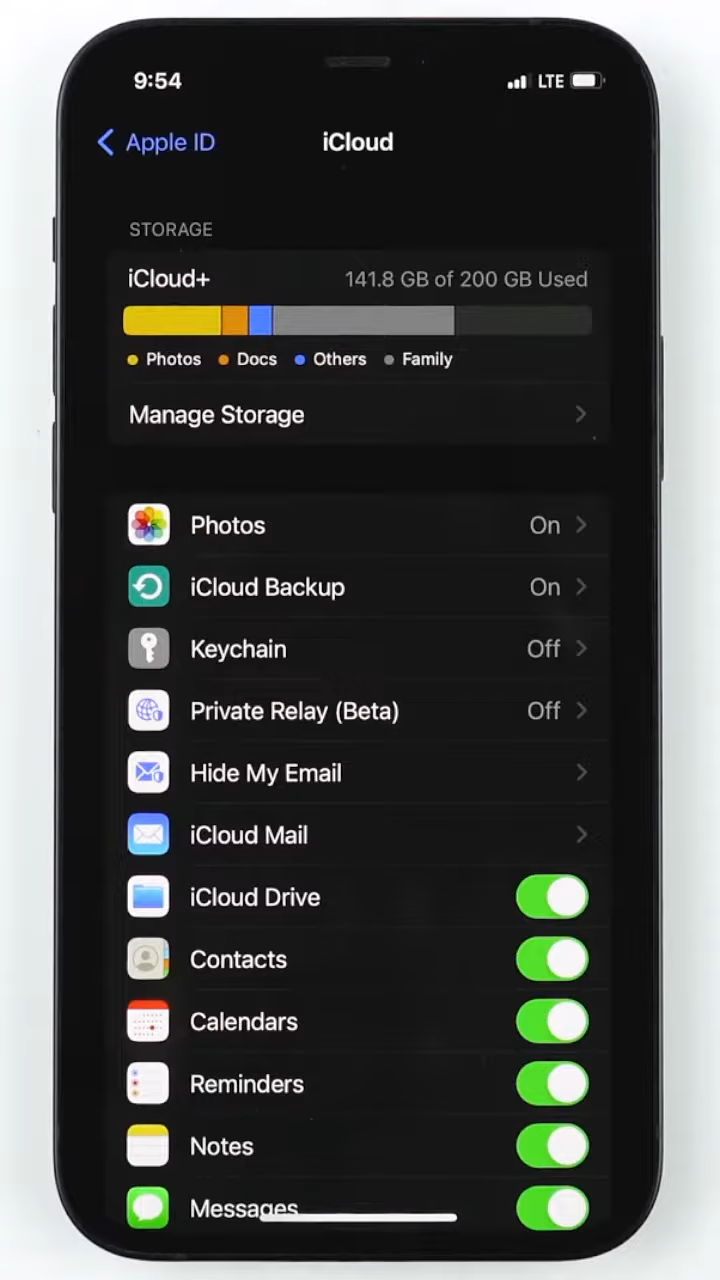 9:54 LTE
Apple ID iCloud
STORAGE
iCloud+ 141.8 GB of 200 GB Used
Photos Docs Others Family
Manage Storage
Photos On
iCloud Backup On
Keychain Off
Private Relay (Beta) Off
Hide My Email
iCloud Mail
iCloud Drive
Contacts
Calendars
Reminders
Notes
Messages